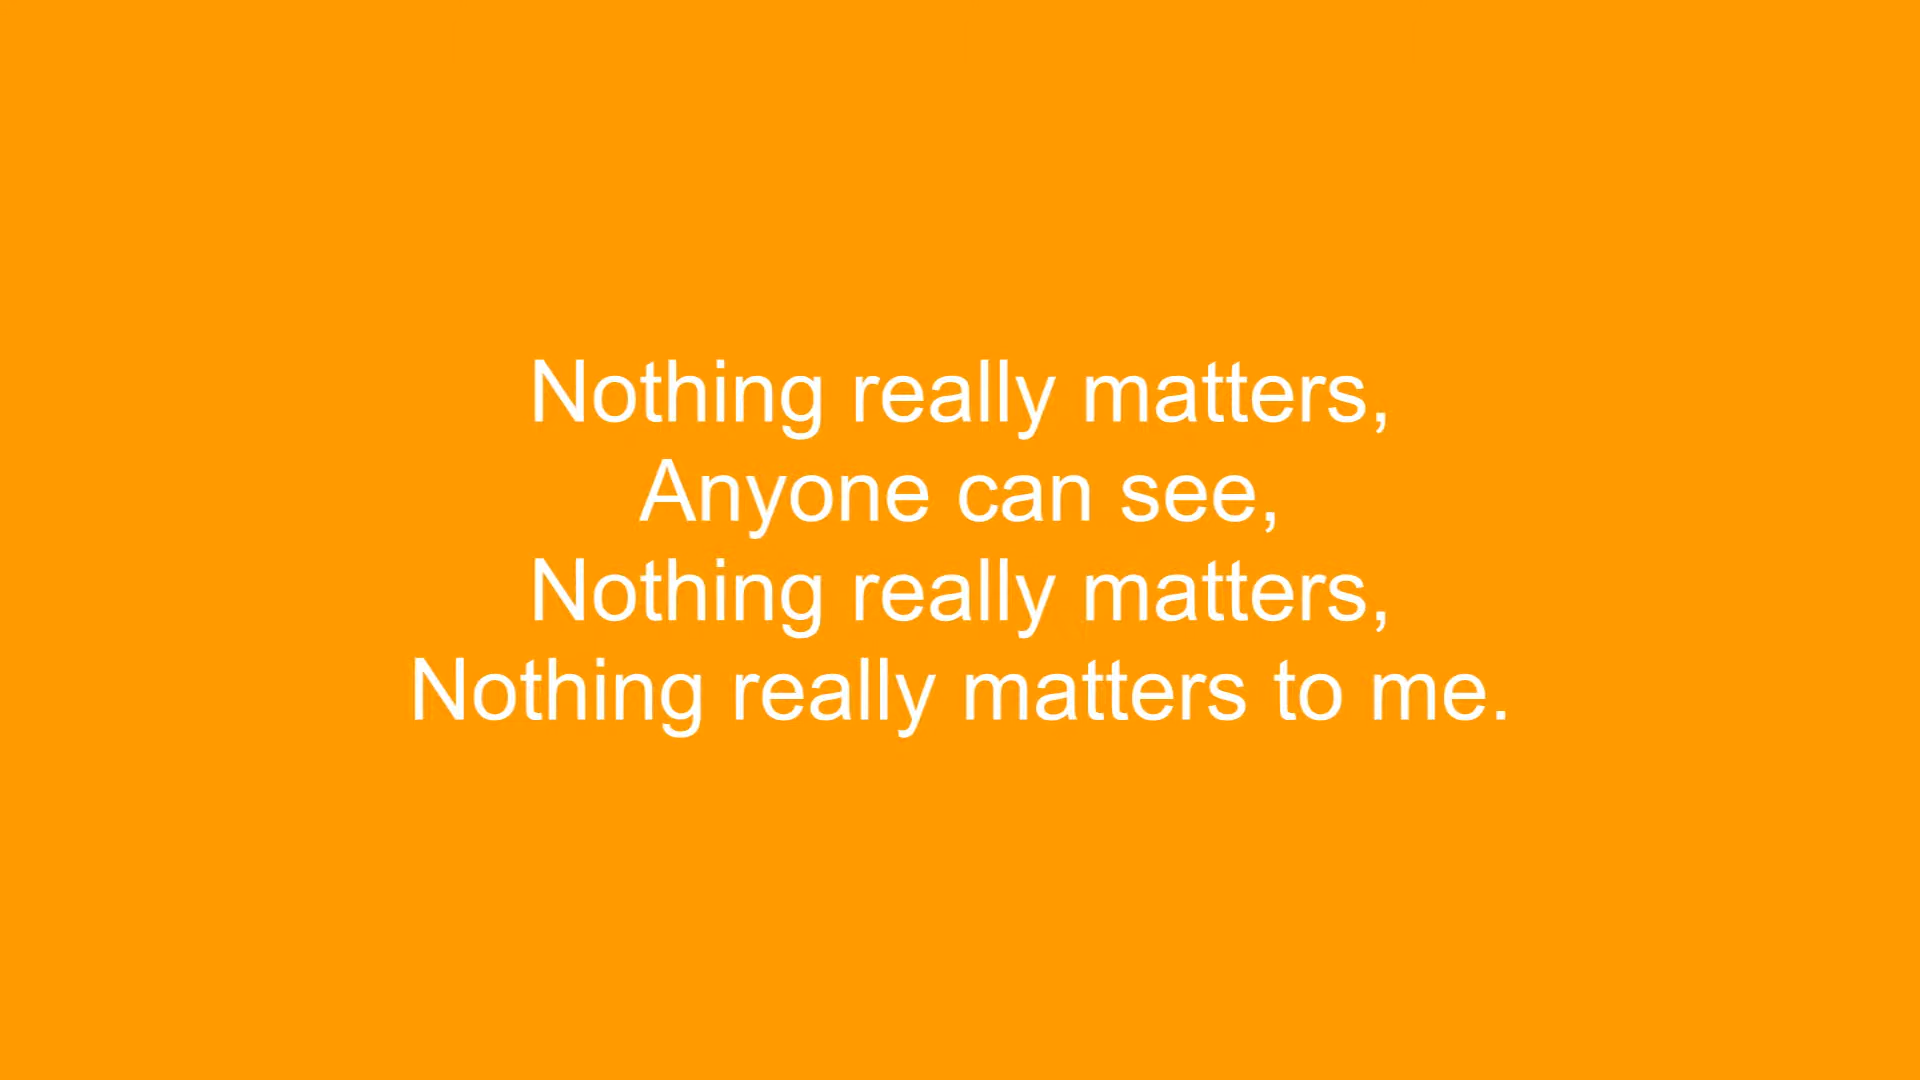 Nothing really matters,
Anyone can see,
Nothing really matters,
Nothing really matters to me.